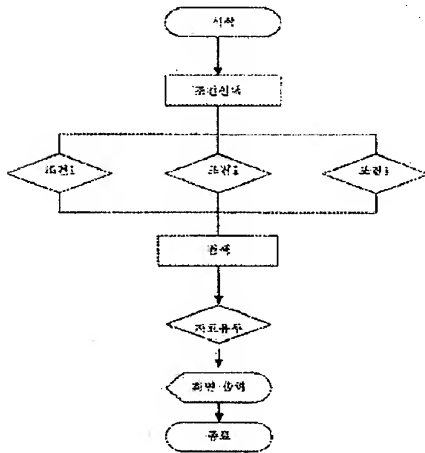 시작
조건선택
조건1 조건2 조건3
검색
자료유무
화면 출력
종료